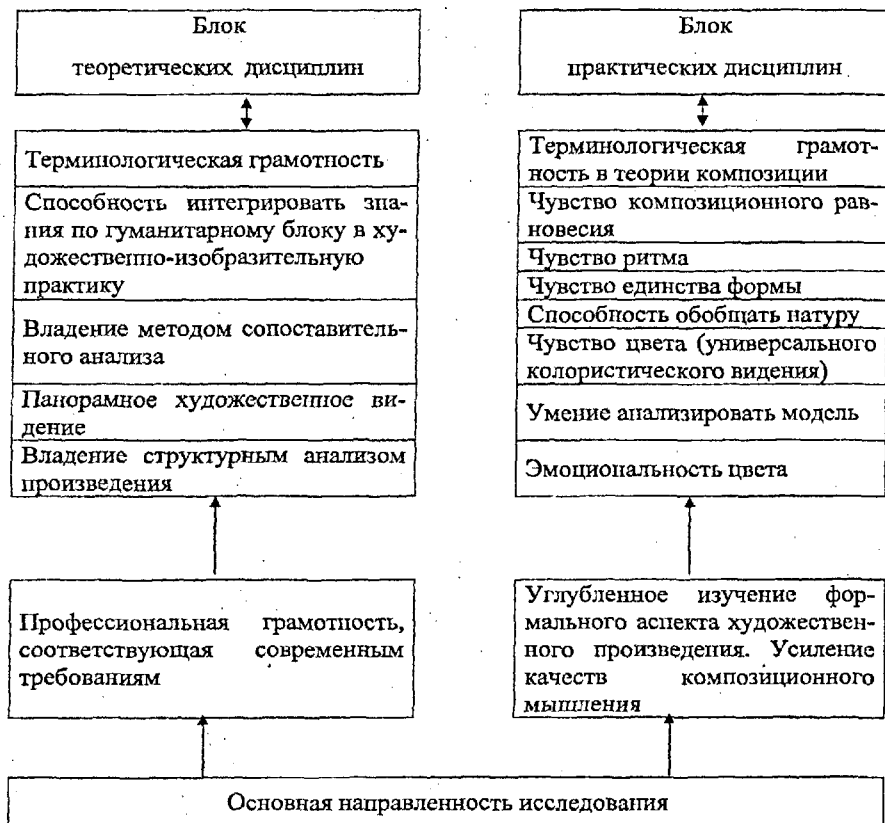 Блок
теоретических дисциплин
Терминологическая грамотность
Способность интегрировать зна-
ния по гуманитарному блоку в ху-
дожественно-изобразительную
практику
Владение методом сопоставитель-
ного анализа
Панорамное художественное ви-
дение
Владение структурным анализом
произведения
Профессиональная грамотность,
соответствующая современным
требованиям
Блок
практических дисциплин
Терминологическая грамот-
ность в теории композиции
Чувство композиционного рав-
новесия
Чувство ритма
Чувство единства формы
Способность обобщать натуру
Чувство цвета (универсального
колористического видения)
Умение анализировать модель
Эмоциональность цвета
Углубленное изучение фор-
мального аспекта художествен-
ного произведения. Усиление
качеств композиционного
мышления
Основная направленность исследования